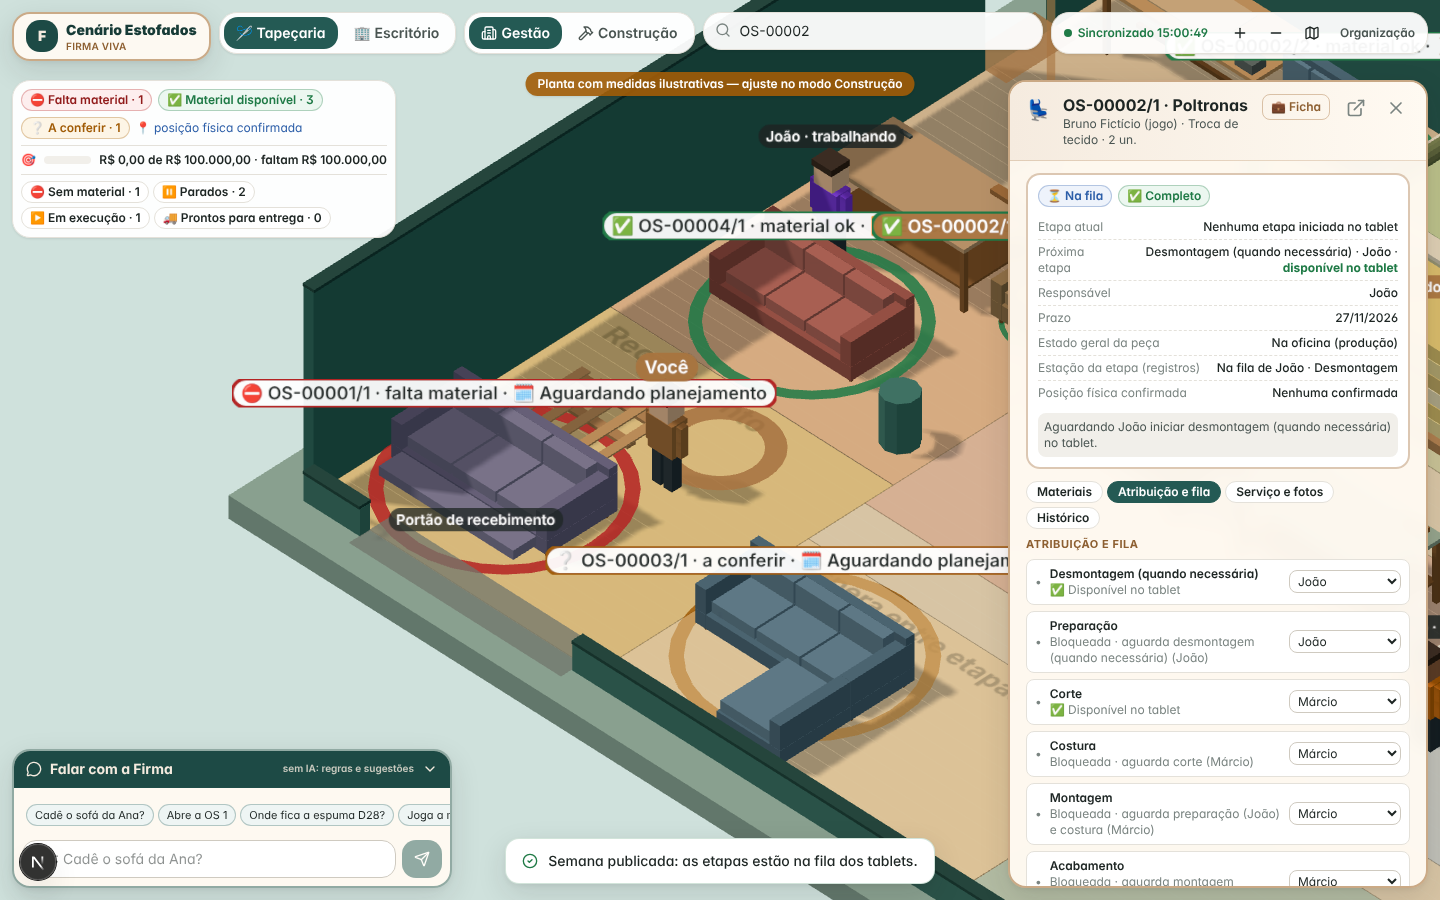 F
Cenário Estofados
FIRMA VIVA
Tapeçaria
Escritório
Gestão
Construção
OS-00002
Sincronizado 15:00:49
Organização
Falta material · 1
Material disponível · 3
A conferir · 1
posição física confirmada
R$ 0,00 de R$ 100.000,00 · faltam R$ 100.000,00
Sem material · 1
Parados · 2
Em execução · 1
Prontos para entrega · 0
Planta com medidas ilustrativas — ajuste no modo Construção
João · trabalhando
OS-00004/1 · material ok ·
OS-00002/
Você
OS-00001/1 · falta material · Aguardando planejamento
Portão de recebimento
OS-00003/1 · a conferir · Aguardando planejam
OS-00002/1 · Poltronas
Bruno Fictício (jogo) · Troca de
tecido · 2 un.
Ficha
Na fila
Completo
Etapa atual
Nenhuma etapa iniciada no tablet
Próxima
etapa
Desmontagem (quando necessária) · João ·
disponível no tablet
Responsável
João
Prazo
27/11/2026
Estado geral da peça
Na oficina (produção)
Estação da etapa (registros)
Na fila de João · Desmontagem
Posição física confirmada
Nenhuma confirmada
Aguardando João iniciar desmontagem (quando necessária)
no tablet.
Materiais
Atribuição e fila
Serviço e fotos
Histórico
ATRIBUIÇÃO E FILA
Desmontagem (quando necessária)
Disponível no tablet
João
Preparação
Bloqueada · aguarda desmontagem
(quando necessária) (João)
João
Corte
Disponível no tablet
Márcio
Costura
Bloqueada · aguarda corte (Márcio)
Márcio
Montagem
Bloqueada · aguarda preparação (João)
e costura (Márcio)
Márcio
Acabamento
Bloqueada · aguarda montagem
Márcio
Falar com a Firma
sem IA: regras e sugestões
Cadê o sofá da Ana?
Abre a OS 1
Onde fica a espuma D28?
Joga a
Cadê o sofá da Ana?
N
Semana publicada: as etapas estão na fila dos tablets.